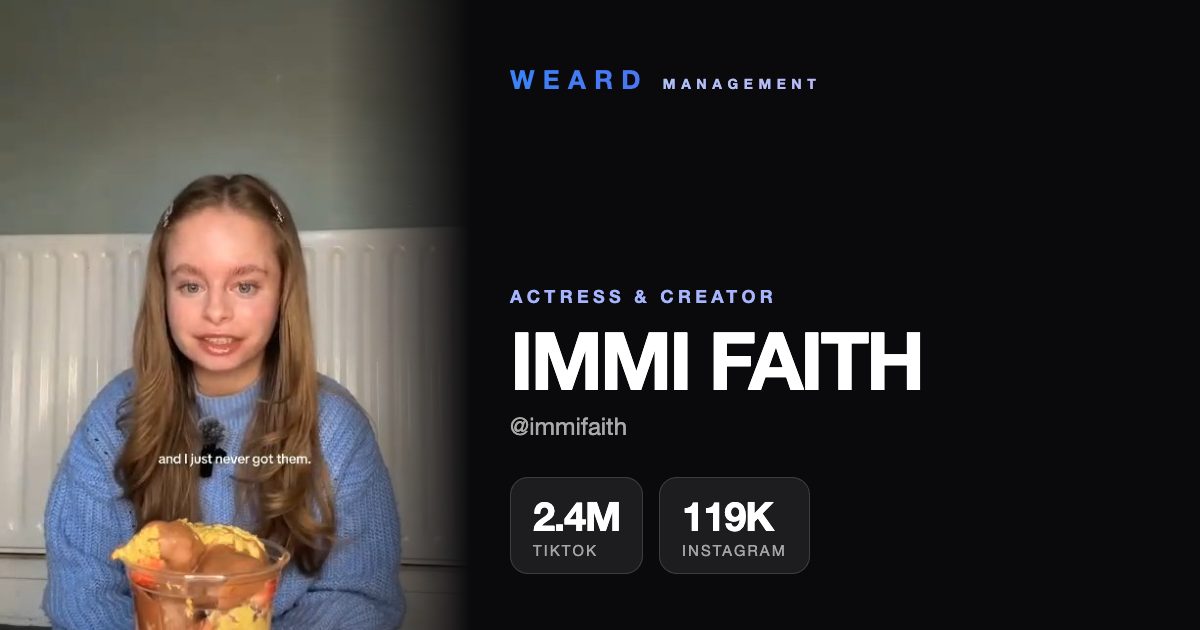 WEARD MANAGEMENT
ACTRESS & CREATOR
IMMI FAITH
@immifaith
2.4M
TIKTOK
119K
INSTAGRAM
and I just never got them.